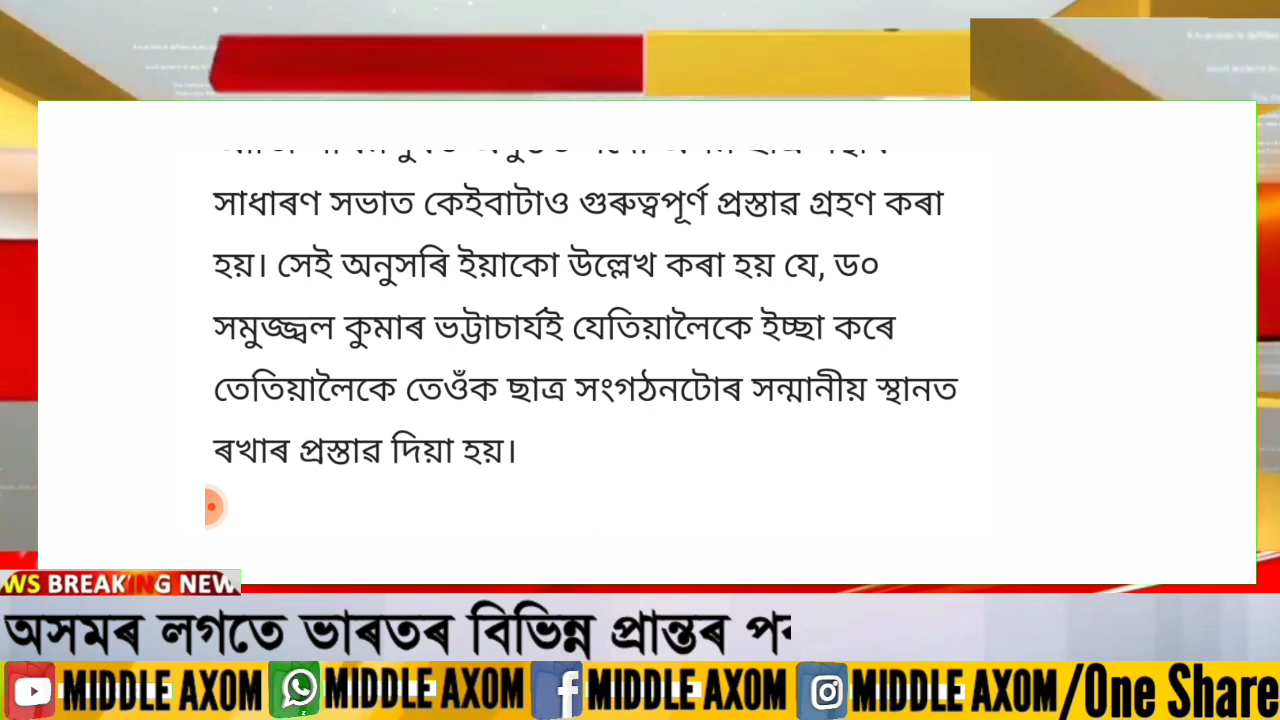 সাধাৰণ সভাত কেইবাটাও গুৰুত্বপূৰ্ণ প্ৰস্তাৱ গ্ৰহণ কৰা
হয়। সেই অনুসৰি ইয়াকো উল্লেখ কৰা হয় যে, ড০
সমুজ্জ্বল কুমাৰ ভট্টাচাৰ্যই যেতিয়ালৈকে ইচ্ছা কৰে
তেতিয়ালৈকে তেওঁক ছাত্ৰ সংগঠনটোৰ সন্মানীয় স্থানত
ৰখাৰ প্ৰস্তাৱ দিয়া হয়।
WS BREAKING NEW
অসমৰ লগতে ভাৰতৰ বিভিন্ন প্ৰান্তৰ
MIDDLE AXOM MIDDLE AXOM MIDDLE AXOM MIDDLE AXOM/One Share